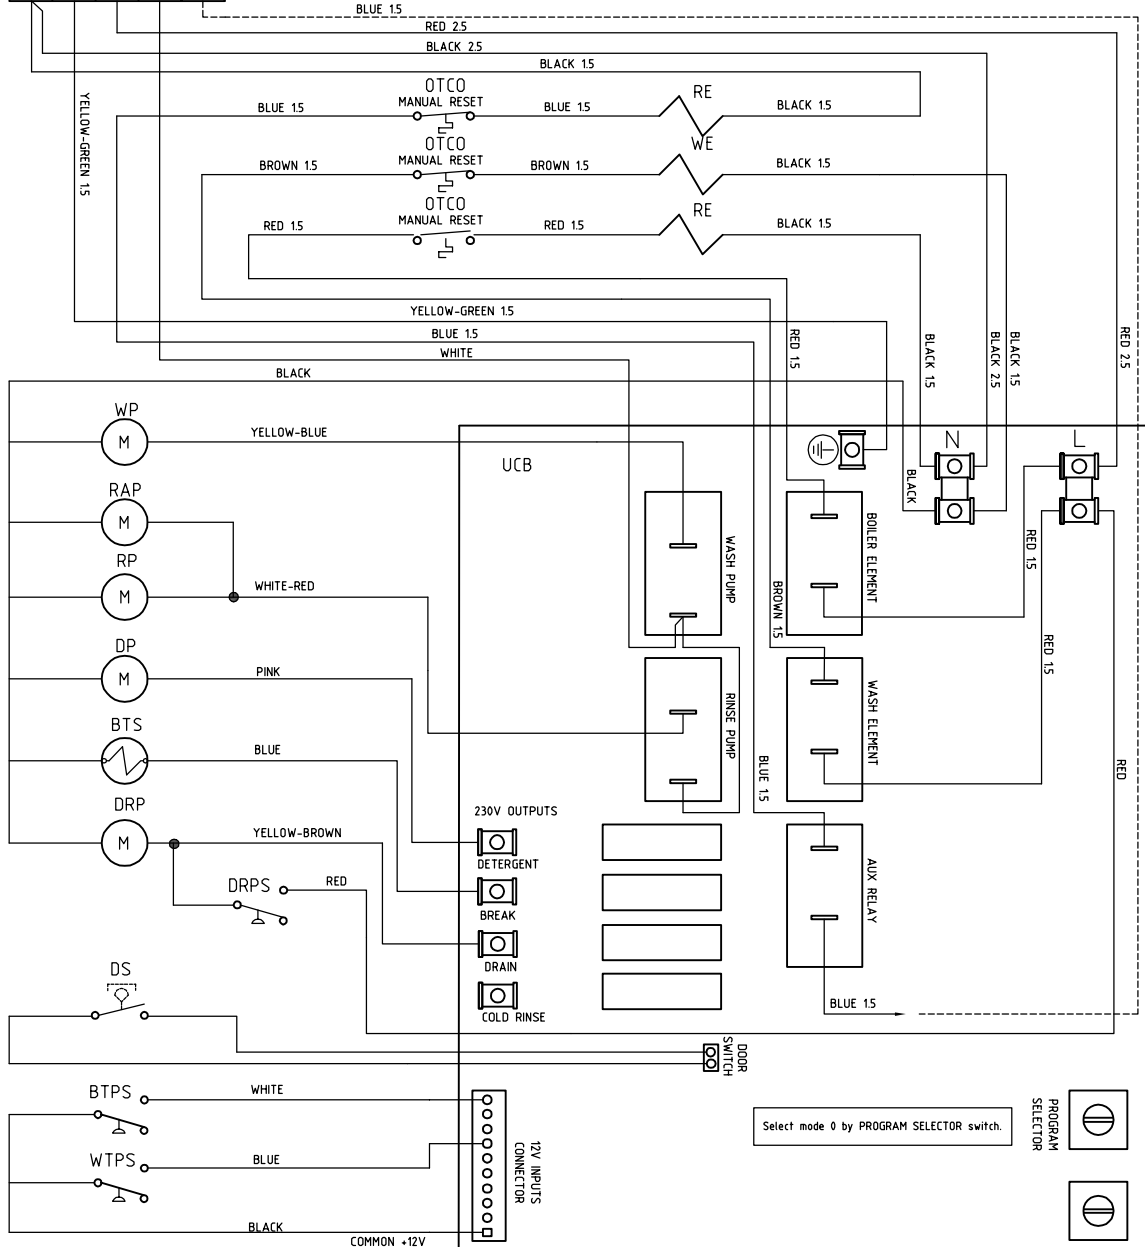 BLUE 1.5
RED 2.5
BLACK 2.5
BLACK 1.5
YELLOW-GREEN 1.5
OTCO
MANUAL RESET
BLUE 1.5
BLUE 1.5
RE
BLACK 1.5
OTCO
MANUAL RESET
BROWN 1.5
BROWN 1.5
WE
BLACK 1.5
OTCO
MANUAL RESET
RED 1.5
RED 1.5
RE
BLACK 1.5
YELLOW-GREEN 1.5
BLUE 1.5
WHITE
BLACK
RED 1.5
BLACK 1.5
BLACK 2.5
BLACK 1.5
RED 2.5
WP
M
YELLOW-BLUE
UCB
N
L
BLACK
RAP
M
RP
M
WHITE-RED
WASH PUMP
BOILER ELEMENT
BROWN 1.5
RED 1.5
RED 1.5
DP
M
PINK
RINSE PUMP
WASH ELEMENT
BTS
BLUE
BLUE 1.5
RED
DRP
M
YELLOW-BROWN
230V OUTPUTS
DETERGENT
BREAK
DRAIN
COLD RINSE
AUX RELAY
BLUE 1.5
DRPS
RED
DS
DOOR
SWITCH
BTPS
WHITE
WTPS
BLUE
BLACK
COMMON +12V
12V INPUTS
CONNECTOR
Select mode 0 by PROGRAM SELECTOR switch.
PROGRAM
SELECTOR